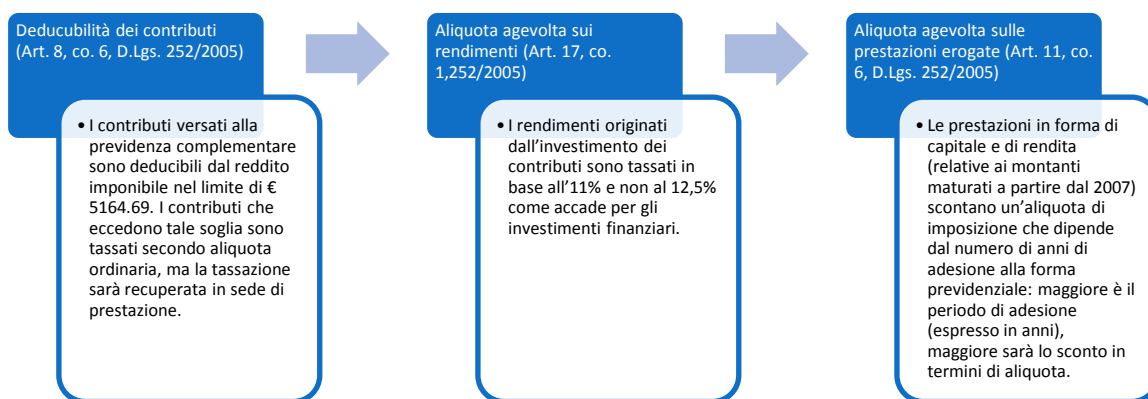 Deducubilità dei contributi
(Art. 8, co. 6, D.Lgs. 252/2005)
• I contributi versati alla
previdenza complementare
sono deducibili dal reddito
imponibile nel limite di €
5164.69. I contributi che
eccedono tale soglia sono
tassati secondo aliquota
ordinaria, ma la tassazione
sarà recuperata in sede di
prestazione.
Aliquota agevolta sui
rendimenti (Art. 17, co.
1,252/2005)
• I rendimenti originati
dall'investimento dei
contributi sono tassati in
base all'11% e non al 12,5%
come accade per gli
investimenti finanziari.
Aliquota agevolta sulle
prestazioni erogate (Art. 11, co.
6, D.Lgs. 252/2005)
• Le prestazioni in forma di
capitale e di rendita
(relative ai montanti
maturati a partire dal 2007)
scontano un'aliquota di
imposizione che dipende
dal numero di anni di
adesione alla forma
previdenziale: maggiore è il
periodo di adesione
(espresso in anni),
maggiore sarà lo sconto in
termini di aliquota.